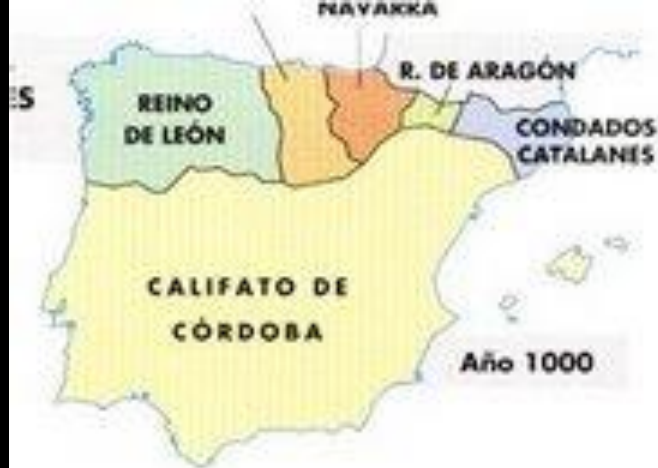 NAVARRA
R. DE ARAGÓN
ES
REINO
DE LEÓN
CONDADOS
CATALANES
CALIFATO DE
CÓRDOBA
Año 1000